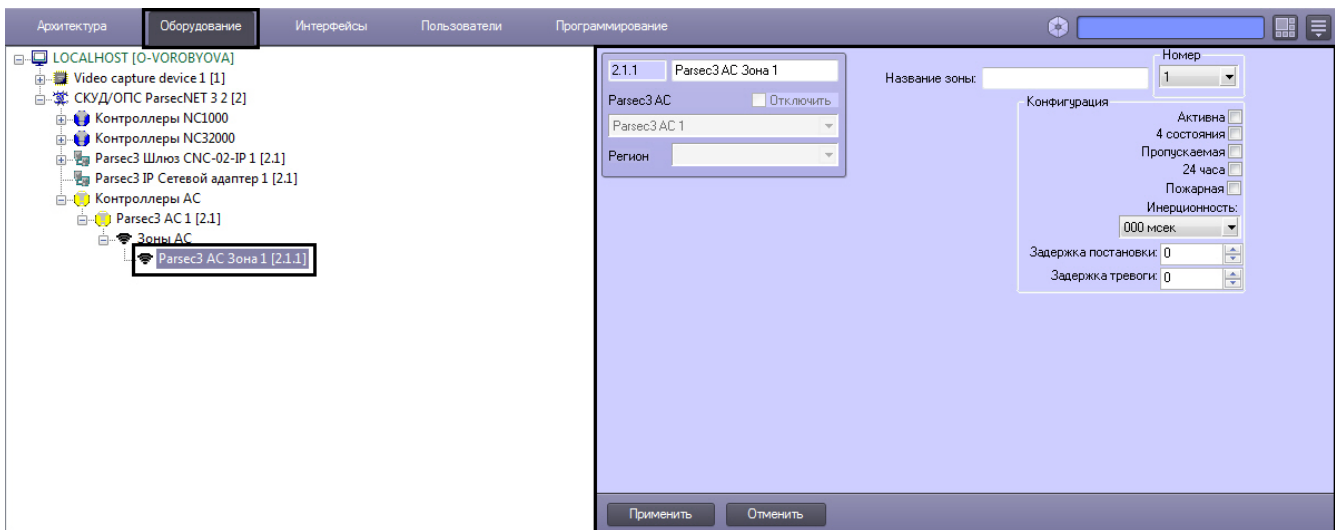 Архитектура
Оборудование
Интерфейсы
Пользователи
Программирование
LOCALHOST [O-VOROBYOVA]
Video capture device 1 [1]
СКУД/ОПС ParsecNET 3 2 [2]
Контроллеры NC1000
Контроллеры NC32000
Parsec3 Шлюз CNC-02-IP 1 [2.1]
Parsec3 IP Сетевой адаптер 1 [2.1]
Контроллеры AC
Parsec3 AC 1 [2.1]
Зоны AC
Parsec3 AC Зона 1 [2.1.1]
2.1.1
Parsec3 AC Зона 1
Parsec3 AC
Отключить
Parsec3 AC 1
Регион
Название зоны:
Номер
1
Конфигурация
Активна
4 состояния
Пропускаемая
24 часа
Пожарная
Инерционность:
000 мсек
Задержка постановки: 0
Задержка тревоги: 0
Применить
Отменить